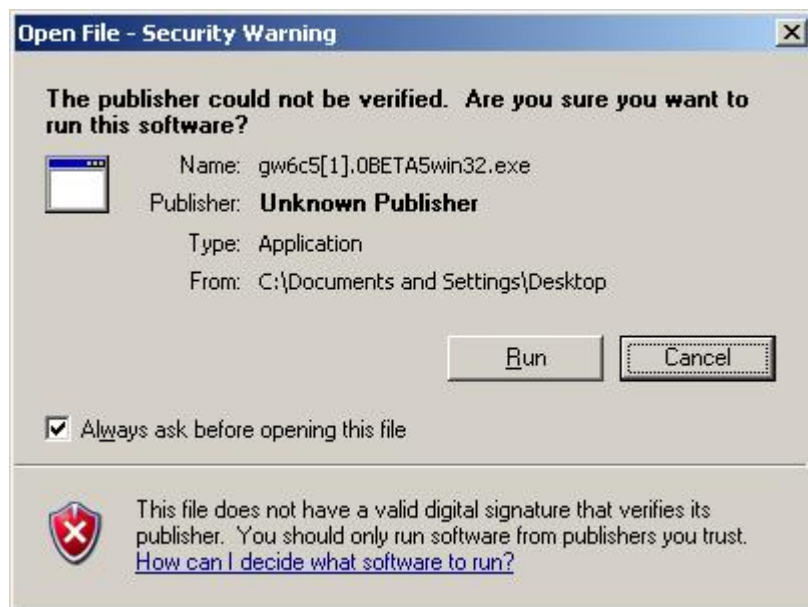 Open File - Security Warning
The publisher could not be verified. Are you sure you want to
run this software?
Name: gw6c5[1].0BETA5win32.exe
Publisher: Unknown Publisher
Type: Application
From: C:\Documents and Settings\Desktop
Run Cancel
Always ask before opening this file
This file does not have a valid digital signature that verifies its
publisher. You should only run software from publishers you trust.
How can I decide what software to run?